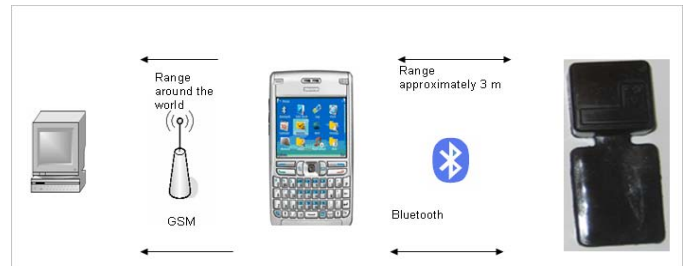 Range
around the
world
GSM
Range
approximately 3 m
Bluetooth